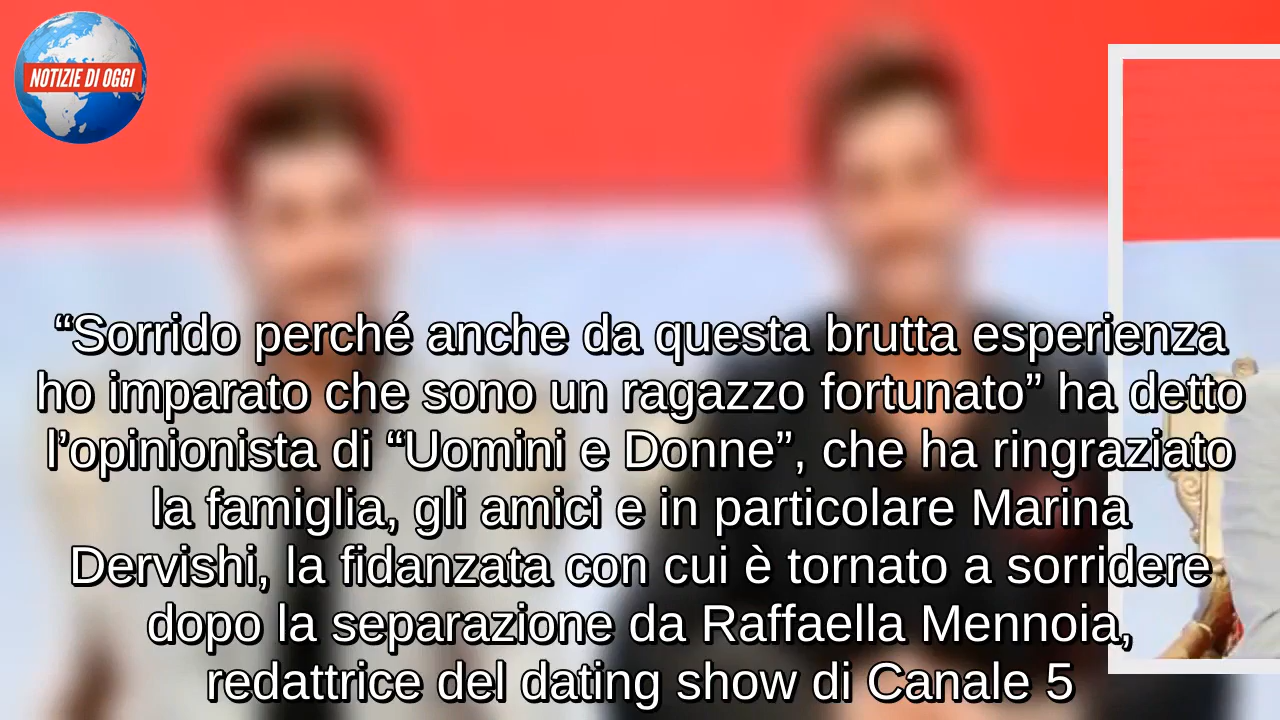 NOTIZIE DI OGGI
“Sorrido perché anche da questa brutta esperienza
ho imparato che sono un ragazzo fortunato” ha detto
l’opinionista di “Uomini e Donne”, che ha ringraziato
la famiglia, gli amici e in particolare Marina
Dervishi, la fidanzata con cui è tornato a sorridere
dopo la separazione da Raffaella Mennoia,
redattrice del dating show di Canale 5